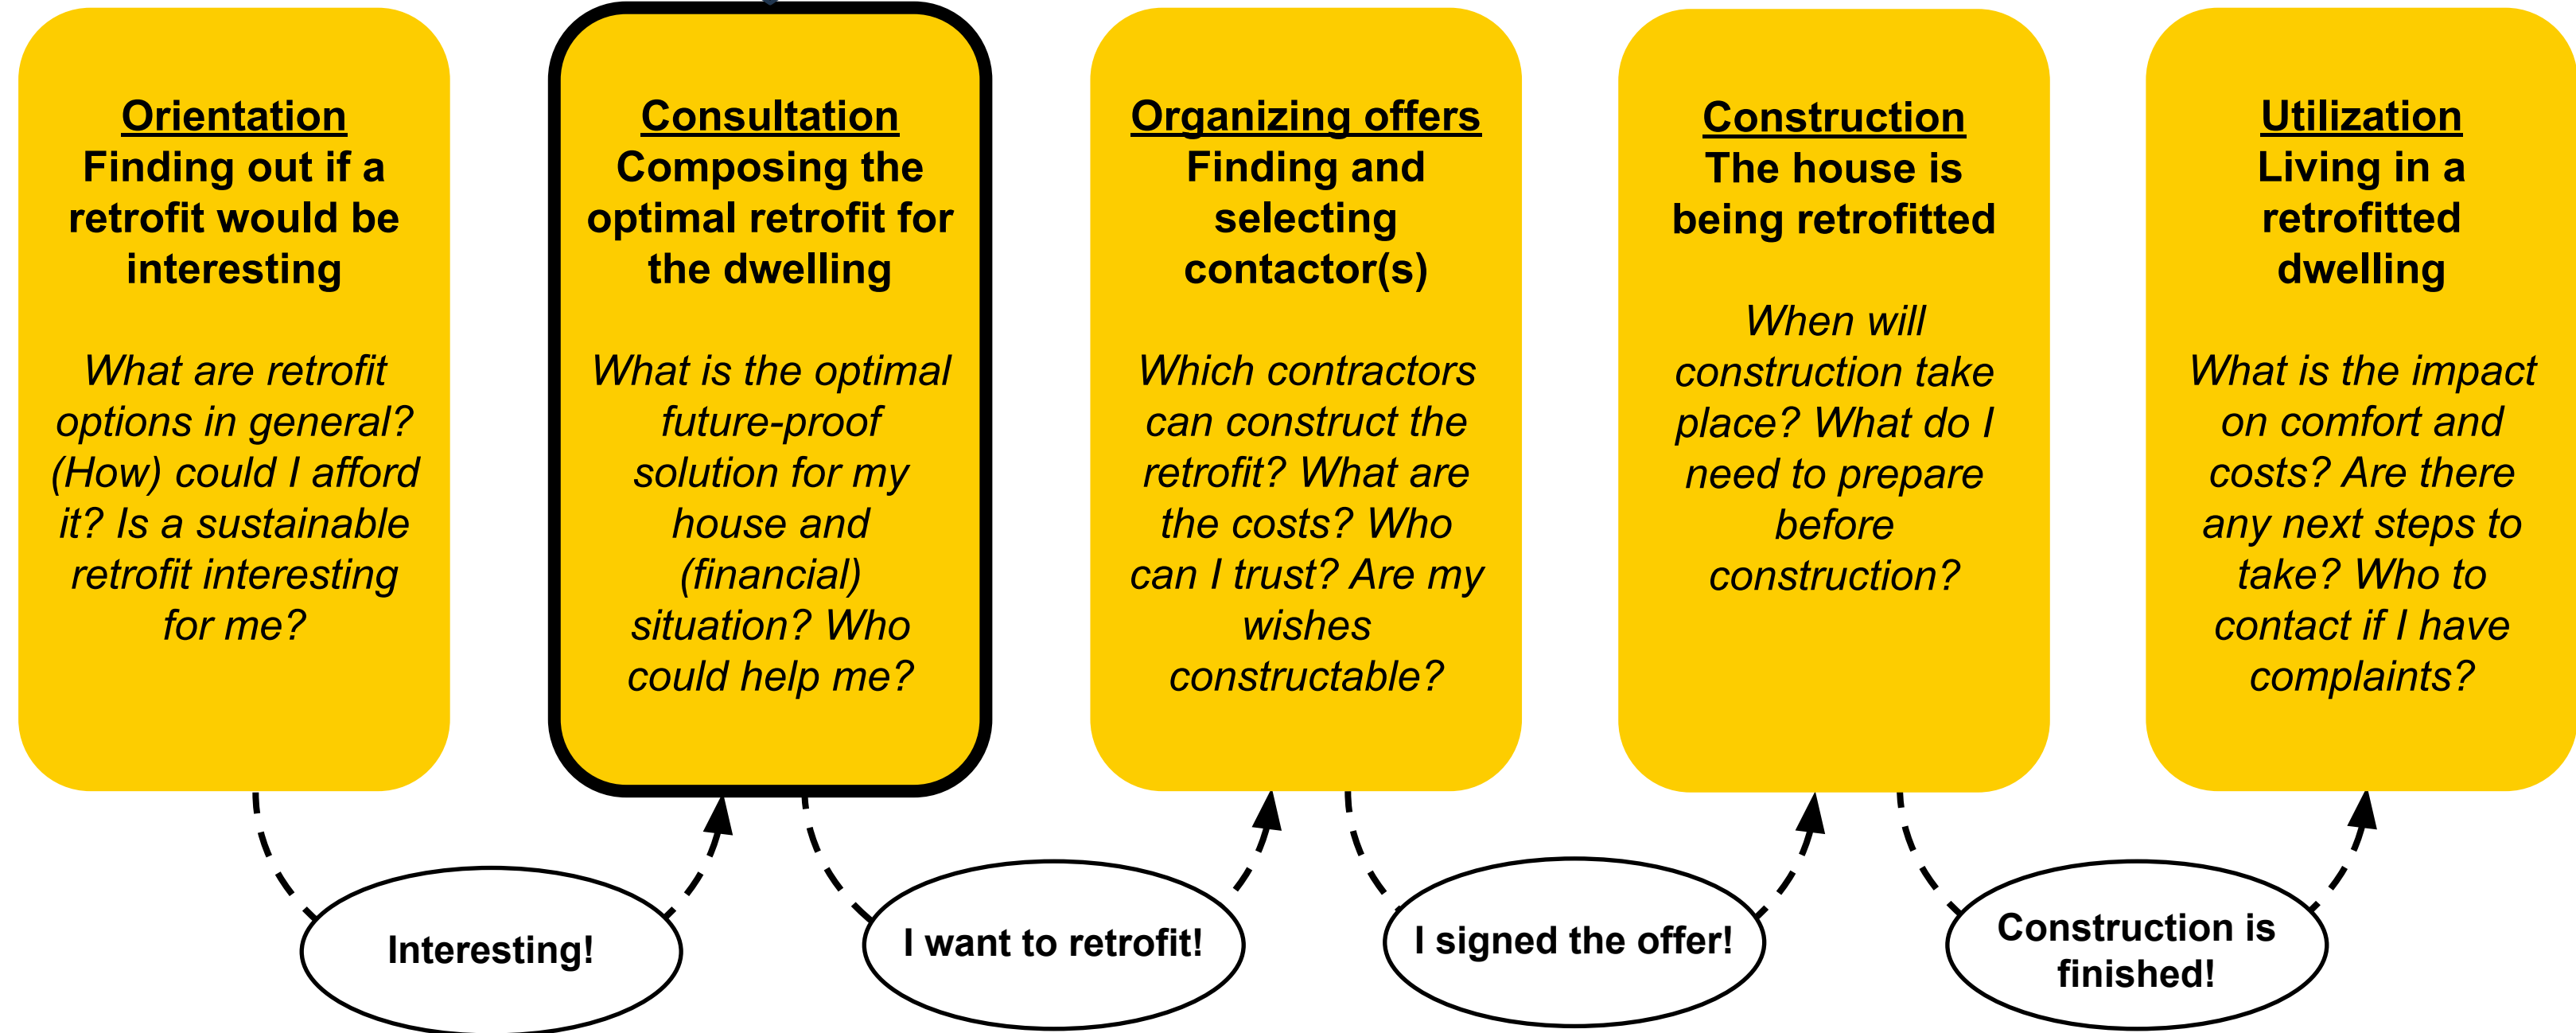 Orientation
Finding out if a
retrofit would be
interesting
What are retrofit
options in general?
(How) could I afford
it? Is a sustainable
retrofit interesting
for me?
Consultation
Composing the
optimal retrofit for
the dwelling
What is the optimal
future-proof
solution for my
house and
(financial)
situation? Who
could help me?
Organizing offers
Finding and
selecting
contactor(s)
Which contractors
can construct the
retrofit? What are
the costs? Who
can I trust? Are my
wishes
constructable?
Construction
The house is
being retrofitted
When will
construction take
place? What do I
need to prepare
before
construction?
Utilization
Living in a
retrofitted
dwelling
What is the impact
on comfort and
costs? Are there
any next steps to
take? Who to
contact if I have
complaints?
Interesting!
I want to retrofit!
I signed the offer!
Construction is
finished!